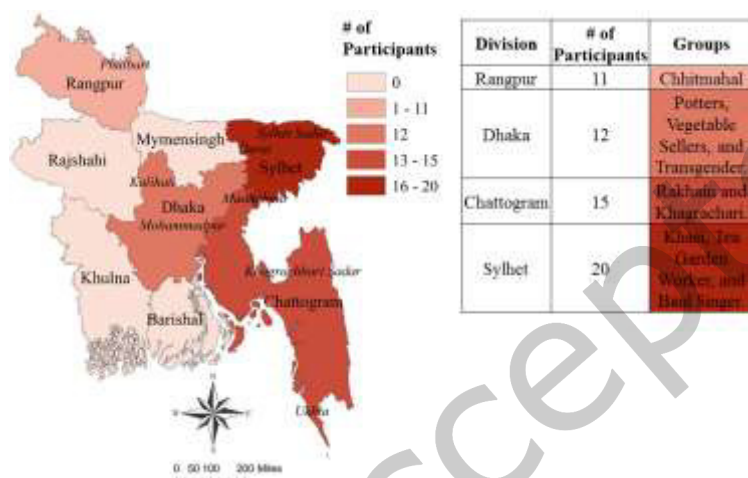 # of
Participants
0
1 - 11
12
13 - 15
16 - 20
Rangpur
Mymensingh
Rajshahi
Sylhet
Dhaka
Mohammadpur
Khulna
Chattogram
Barishal
Ukhia
0 50 100 200 Miles
Division # of Participants Groups
Rangpur 11 Chhitmahal
Dhaka 12 Potters,
Vegetable
Sellers, and
Transgender,
Chattogram 15 Rakhain and
Khagrachari,
Sylhet 20 Khasi, Tea
Garden
Worker, and
Baul Singer,